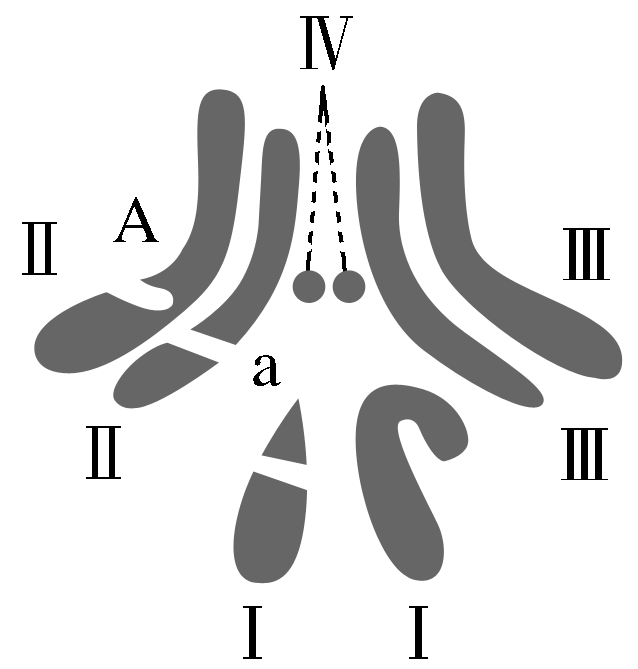 Ⅳ
A
Ⅱ Ⅲ
a
Ⅱ Ⅲ
Ⅰ Ⅰ